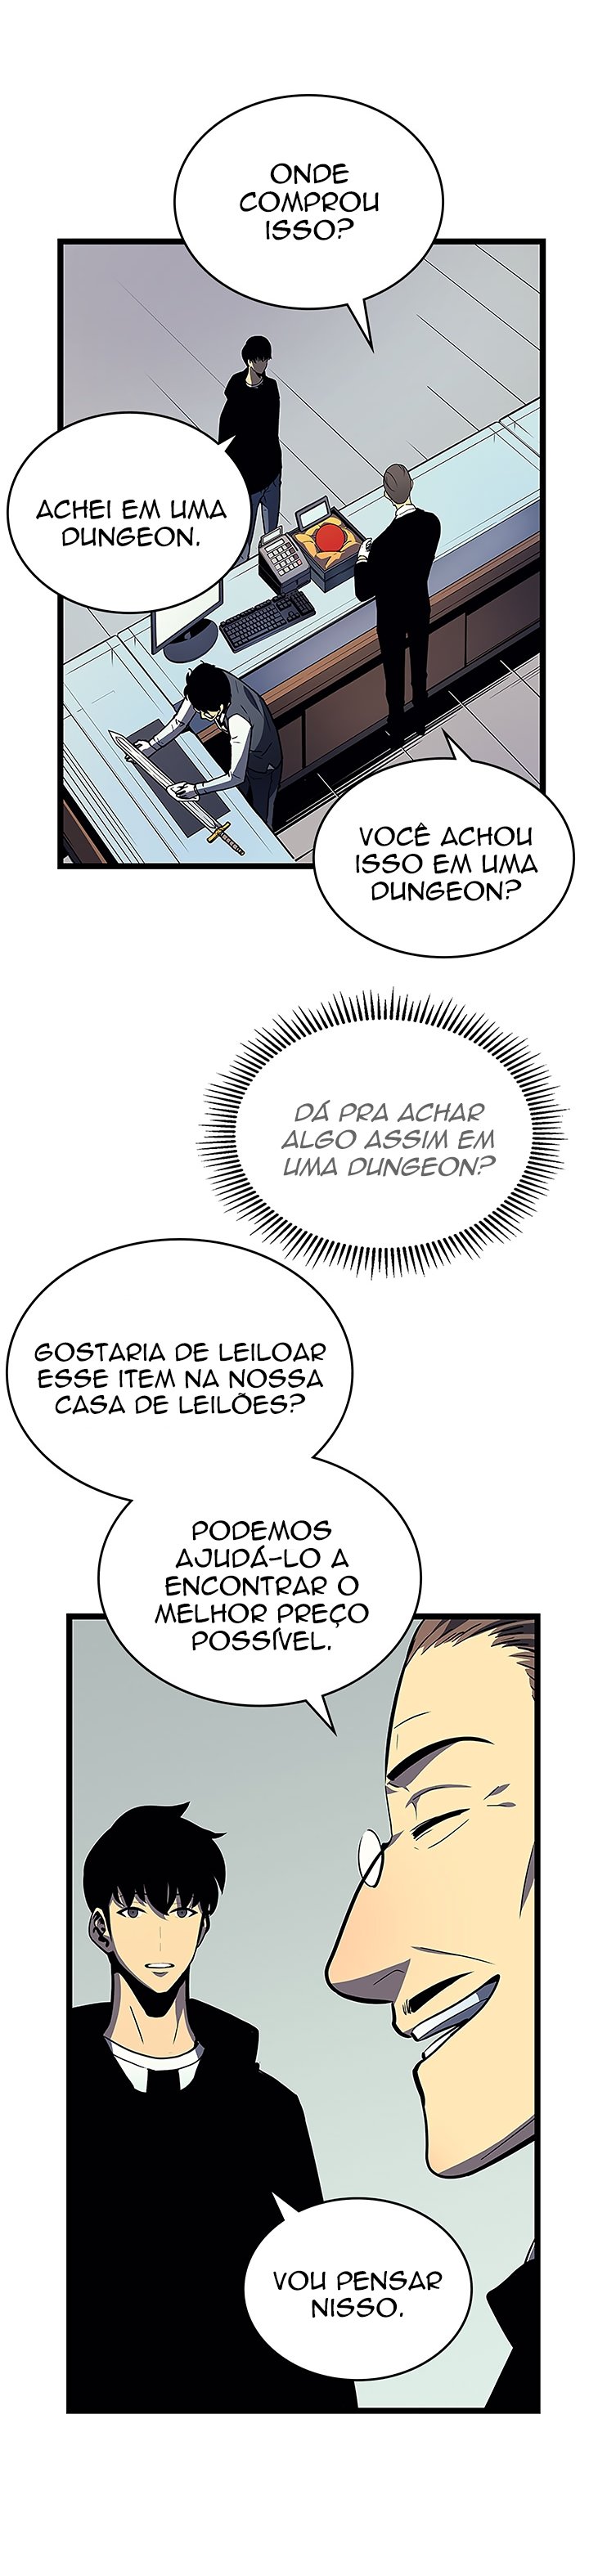 ONDE
COMPROU
ISSO?
ACHEI EM UMA
DUNGEON.
VOCÊ ACHOU
ISSO EM UMA
DUNGEON?
DÁ PRA ACHAR
ALGO ASSIM EM
UMA DUNGEON?
GOSTARIA DE LEILOAR
ESSE ITEM NA NOSSA
CASA DE LEILÕES?
PODEMOS
AJUDÁ-LO A
ENCONTRAR O
MELHOR PREÇO
POSSÍVEL.
VOU PENSAR
NISSO.